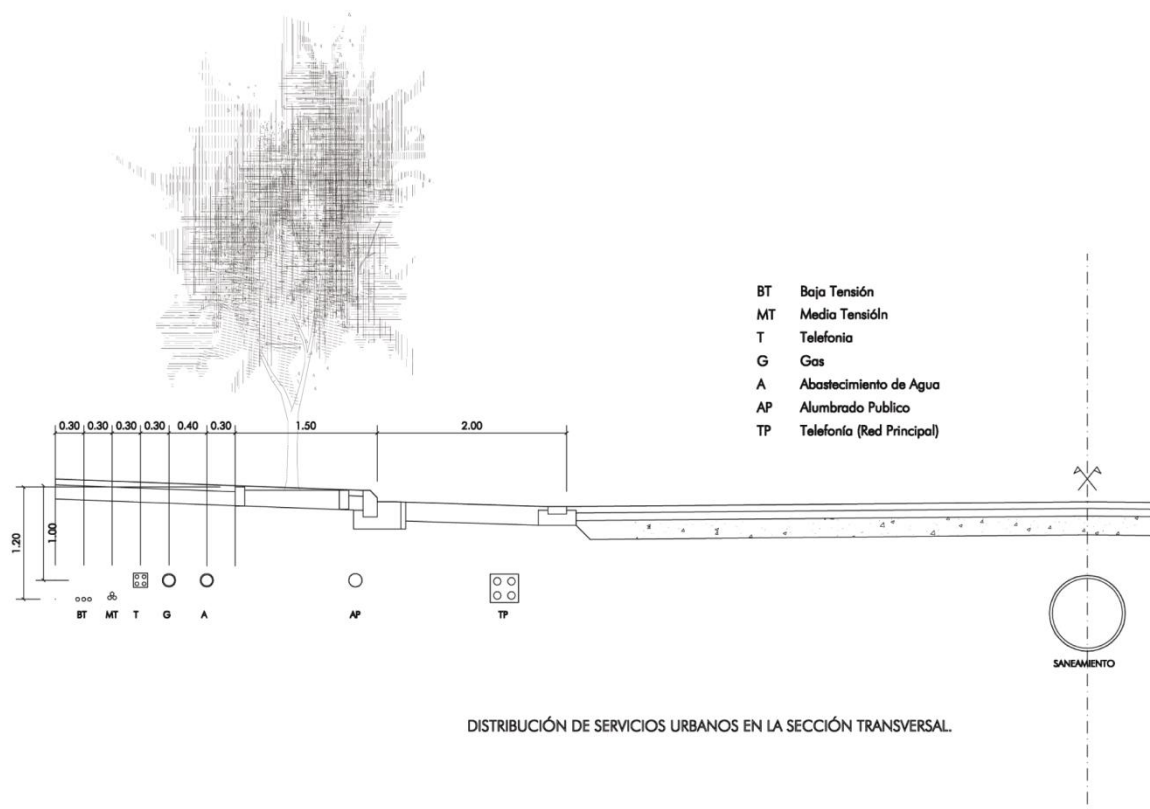 BT Baja Tensión
MT Media Tensióln
T Telefonia
G Gas
A Abastecimiento de Agua
AP Alumbrado Publico
TP Telefonía (Red Principal)
0.30 0.30 0.30 0.30 0.40 0.30 1.50 2.00
1.20
1.00
BT MT T G A AP TP
SANEAMIENTO
DISTRIBUCIÓN DE SERVICIOS URBANOS EN LA SECCIÓN TRANSVERSAL.